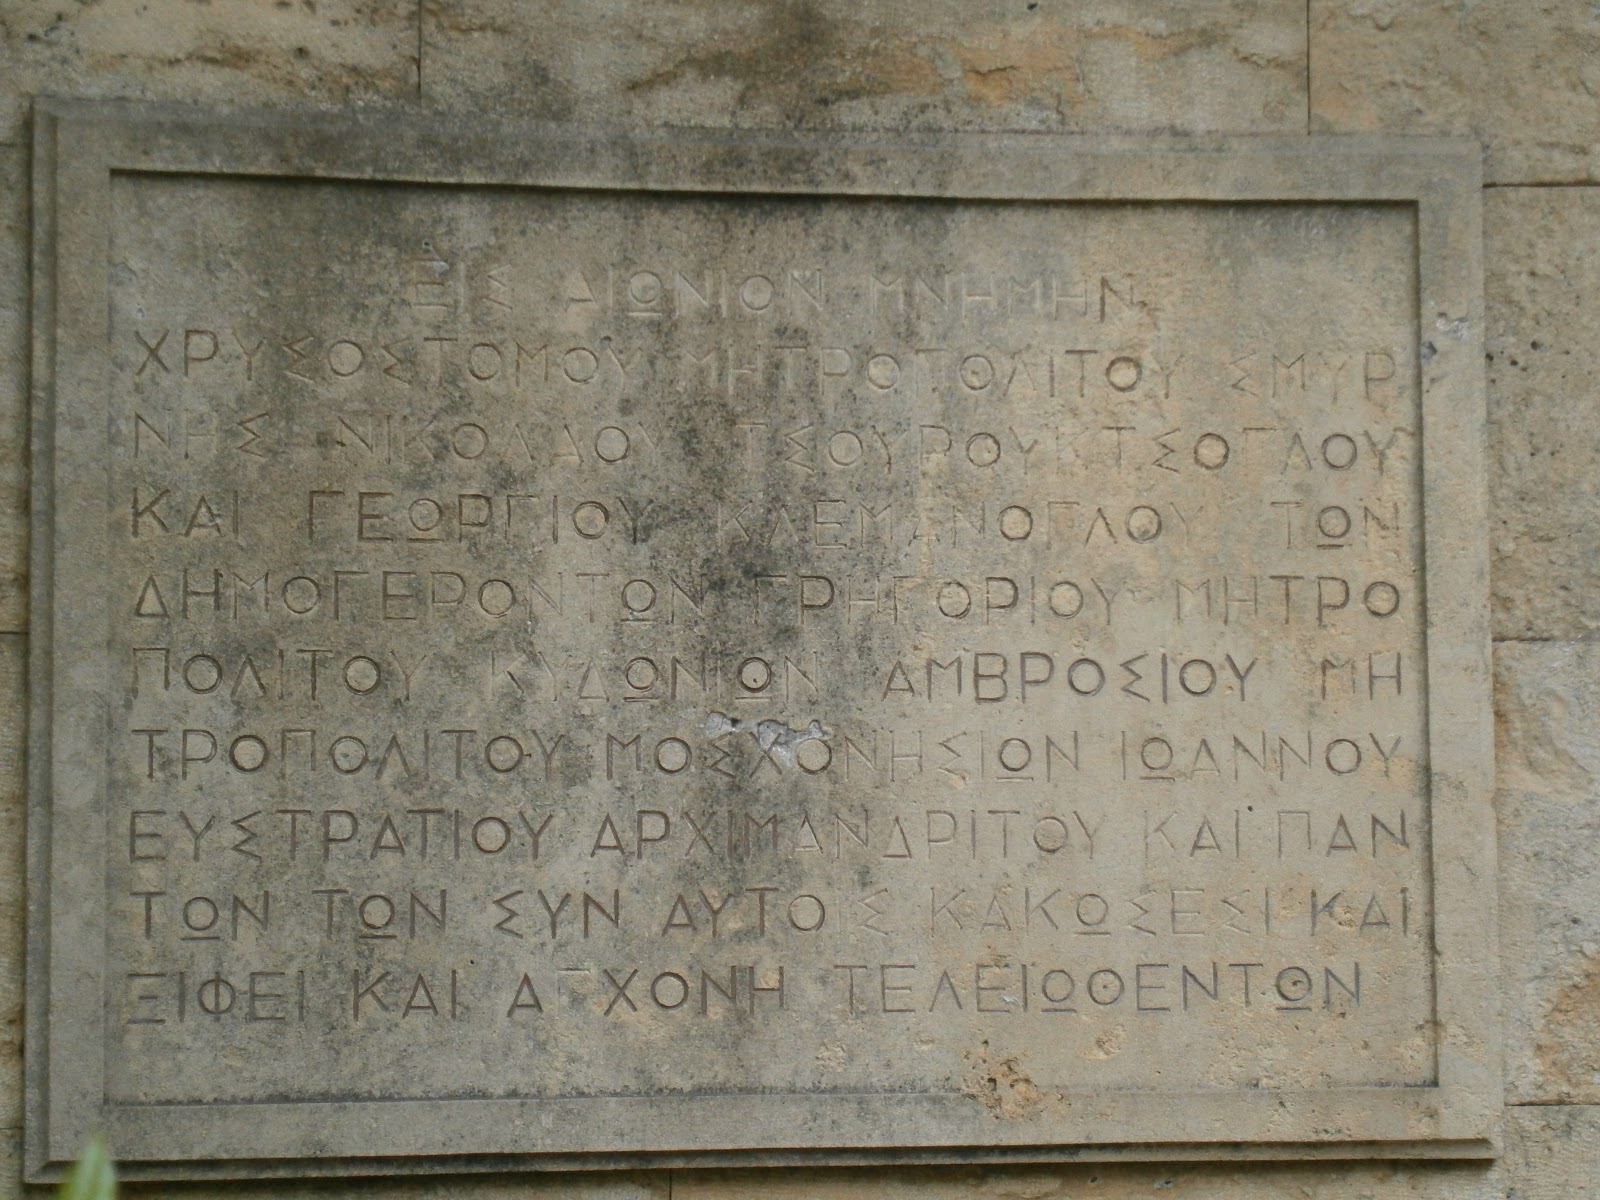 ΕΙΣ ΑΙΩΝΙΟΝ ΜΝΗΜΗΝ
ΧΡΥΣΟΣΤΟΜΟΥ ΜΗΤΡΟΠΟΛΙΤΟΥ ΣΜΥΡ
ΝΗΣ ΝΙΚΟΛΑΟΥ ΤΣΟΥΡΟΥΚΤΣΟΓΛΟΥ
ΚΑΙ ΓΕΩΡΓΙΟΥ ΚΛΕΜΑΝΟΓΛΟΥ ΤΩΝ
ΔΗΜΟΓΕΡΟΝΤΩΝ ΓΡΗΓΟΡΙΟΥ ΜΗΤΡΟ
ΠΟΛΙΤΟΥ ΚΥΔΩΝΙΩΝ ΑΜΒΡΟΣΙΟΥ ΜΗ
ΤΡΟΠΟΛΙΤΟΥ ΜΟΣΧΟΝΗΣΙΩΝ ΙΩΑΝΝΟΥ
ΕΥΣΤΡΑΤΙΟΥ ΑΡΧΙΜΑΝΔΡΙΤΟΥ ΚΑΙ ΠΑΝ
ΤΩΝ ΤΩΝ ΣΥΝ ΑΥΤΟΙΣ ΚΑΚΩΣΕΣΙ ΚΑΙ
ΞΙΦΕΙ ΚΑΙ ΑΓΧΟΝΗ ΤΕΛΕΙΩΘΕΝΤΩΝ